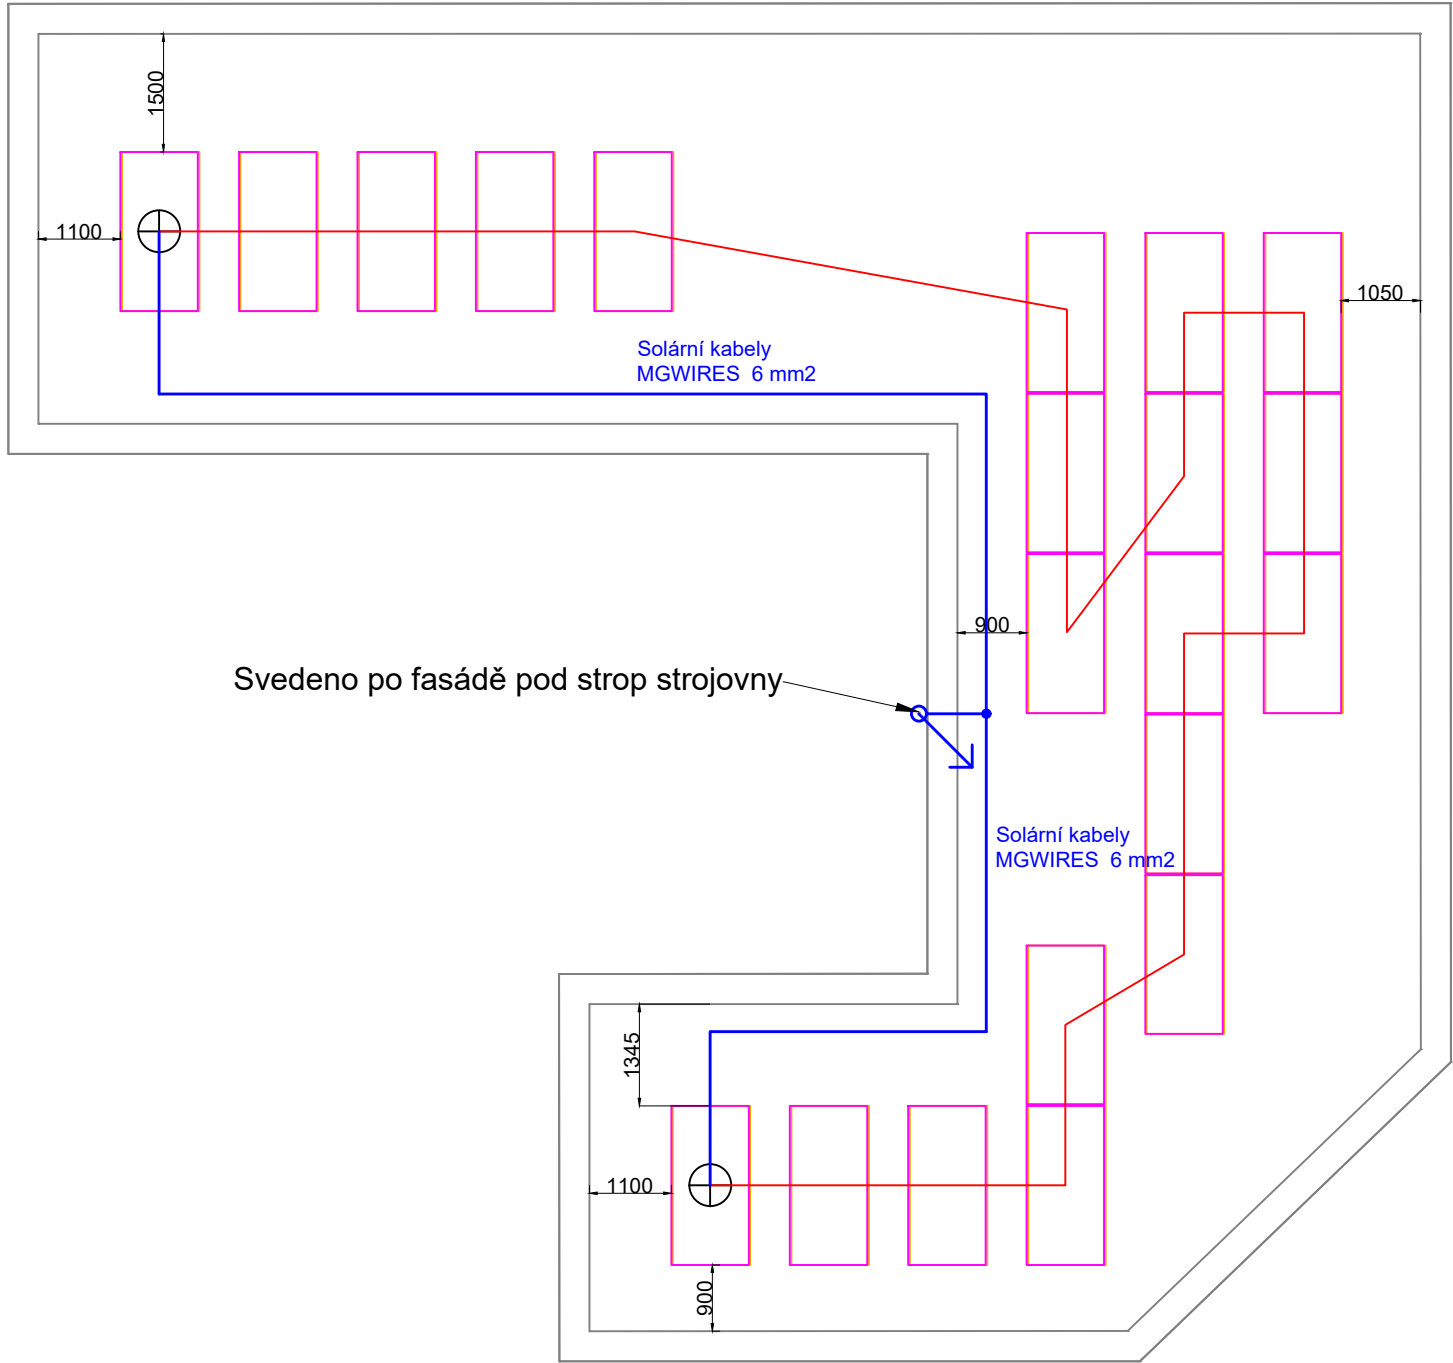 1500
1100
1050
Solární kabely
MGWIRES  6 mm2
900
Svedeno po fasádě pod strop strojovny
Solární kabely
MGWIRES  6 mm2
1345
1100
900